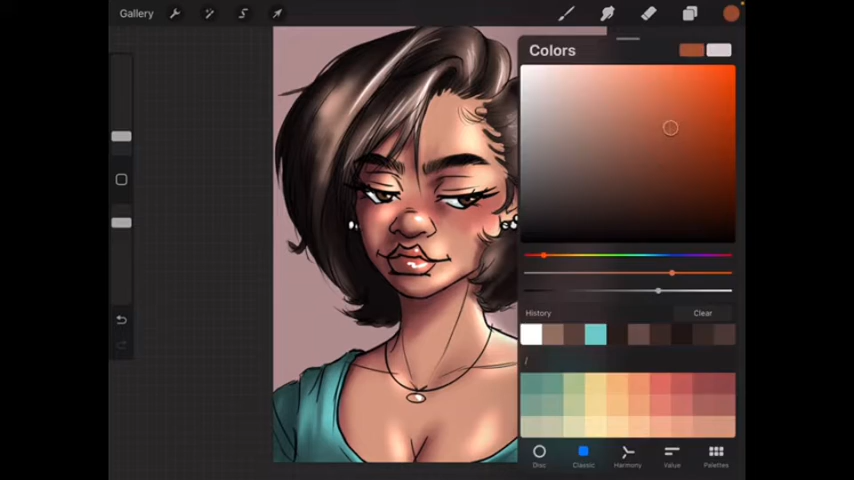 Gallery
Colors
History
Clear
Disc
Classic
Harmony
Value
Palettes